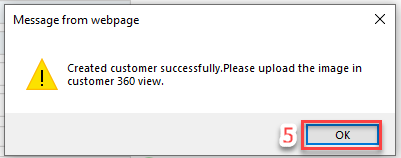 Message from webpage
Created customer successfully.Please upload the image in
customer 360 view.
5 OK